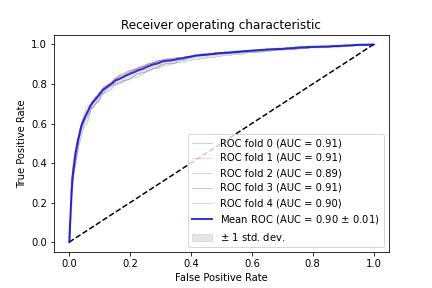 Receiver operating characteristic
True Positive Rate
1.0
0.8
0.6
0.4
0.2
0.0
ROC fold 0 (AUC = 0.91)
ROC fold 1 (AUC = 0.91)
ROC fold 2 (AUC = 0.89)
ROC fold 3 (AUC = 0.91)
ROC fold 4 (AUC = 0.90)
Mean ROC (AUC = 0.90 ± 0.01)
± 1 std. dev.
0.0 0.2 0.4 0.6 0.8 1.0
False Positive Rate